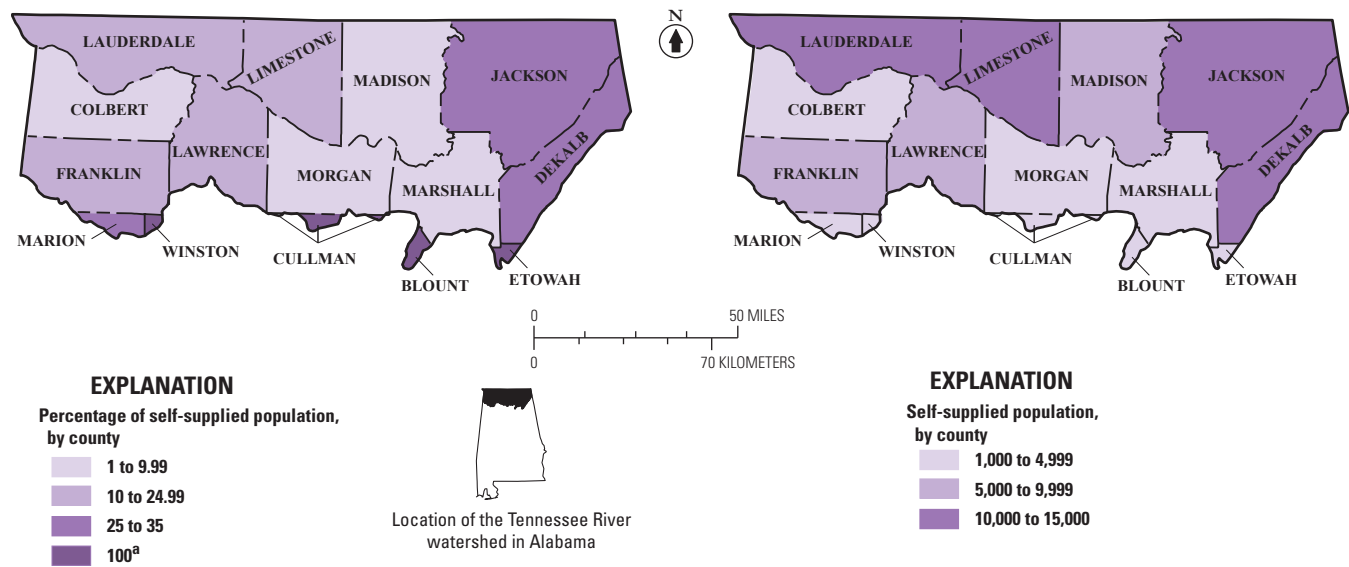 LAUDERDALE
LIMESTONE
MADISON
JACKSON
COLBERT
DEKALB
LAWRENCE
FRANKLIN
MORGAN
MARSHALL
MARION
WINSTON
CULLMAN
BLOUNT
ETOWAH
N
LAUDERDALE
LIMESTONE
MADISON
JACKSON
COLBERT
DEKALB
LAWRENCE
FRANKLIN
MORGAN
MARSHALL
MARION
WINSTON
CULLMAN
BLOUNT
ETOWAH
0 50 MILES
0 70 KILOMETERS
EXPLANATION
Percentage of self-supplied population,
by county
1 to 9.99
10 to 24.99
25 to 35
100a
Location of the Tennessee River
watershed in Alabama
EXPLANATION
Self-supplied population,
by county
1,000 to 4,999
5,000 to 9,999
10,000 to 15,000